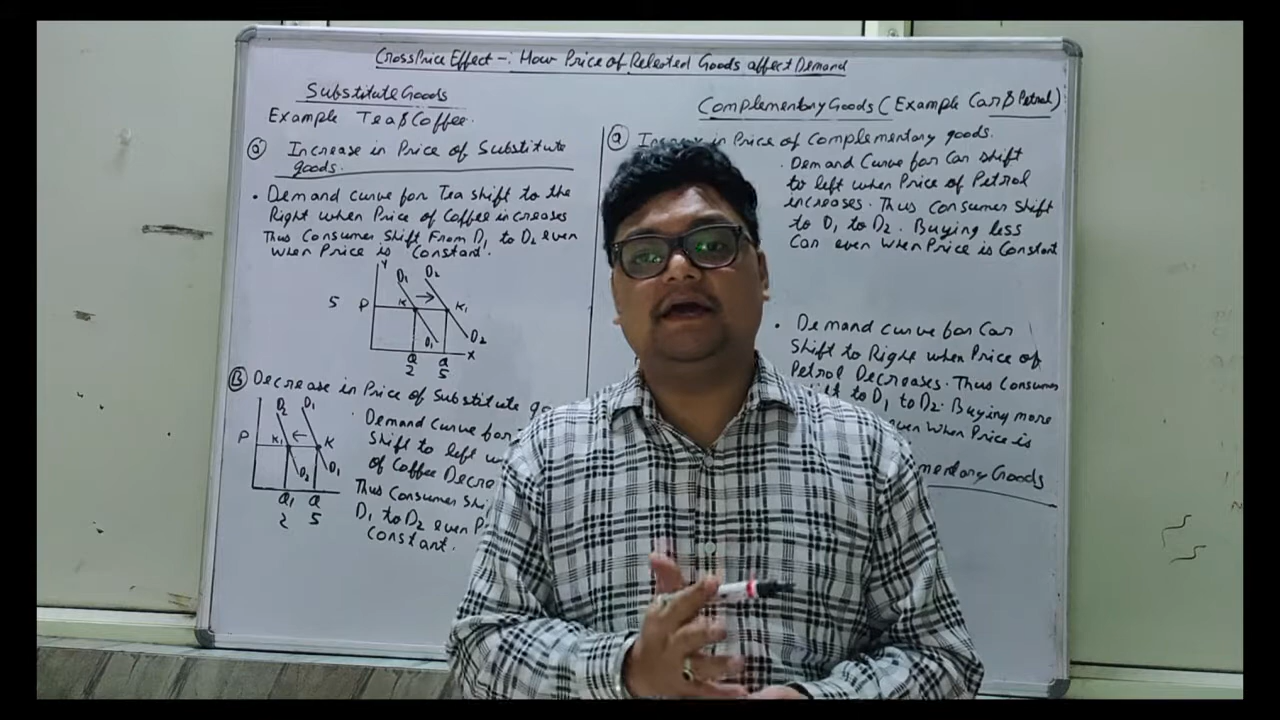 CrossPrice Effect -: How Price of Releated Goods affect Demand
Substitute Goods
Example Tea & Coffee.
(a) Increase in Price of Substitute
goods.
• Demand curve for Tea shift to the
Right when Price of Coffee increases
Thus Consumer Shift From D1 to D2 even
when Price is Constant.
Y
D1 D2
5 P K K1
D1 D2
Q Q X
2 5
(B) Decrease in Price of Substitute go
D2 D1
P K1 K
D2 D1
Q1 Q
2 5
• Demand Curve for
Shift to left
of Coffee Decre
Thus Consumer Shi
D1 to D2 even P
Constant.
Complementory Goods (Example Car & Petrol)
(a) Increase in Price of Complementary goods.
• Demand Curve for Car shift
to left when Price of Petrol
increases. Thus Consumer Shift
to D1 to D2. Buying less
Car even when Price is Constant
• Demand curve for Car
Shift to Right when Price of
Petrol Decreases. Thus Consumer
to D1 to D2. Buying more
even when Price is
mentory Goods